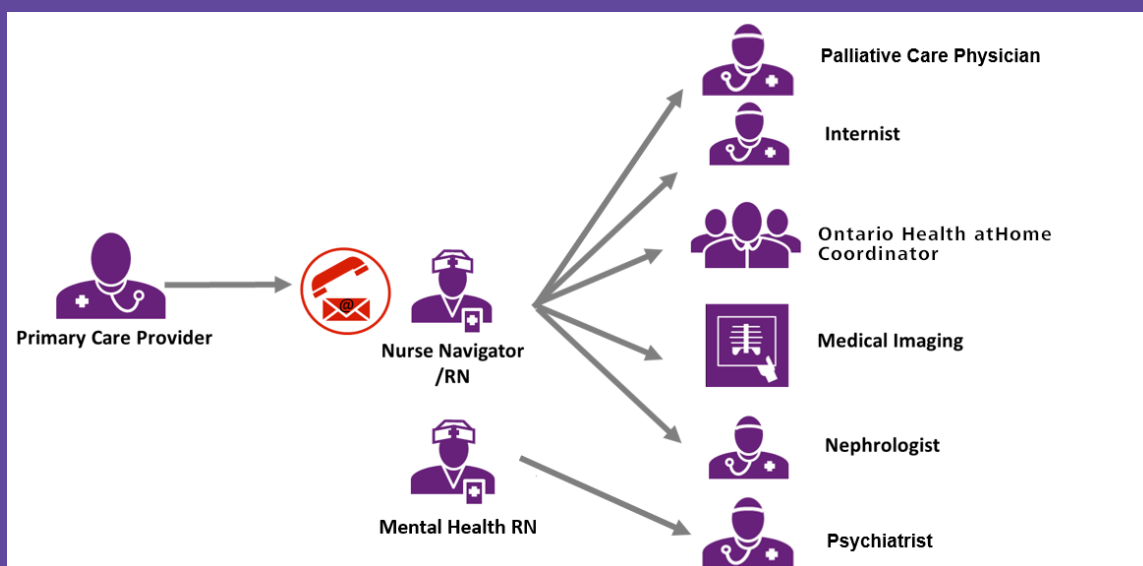 Palliative Care Physician
Internist
Ontario Health atHome
Coordinator
Primary Care Provider
@
Nurse Navigator
/RN
Medical Imaging
Nephrologist
Mental Health RN
Psychiatrist